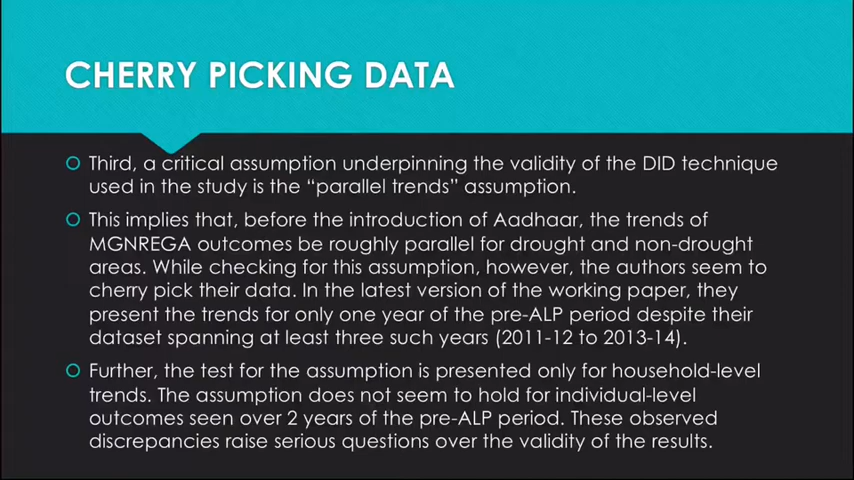 CHERRY PICKING DATA
Third, a critical assumption underpinning the validity of the DID technique
used in the study is the “parallel trends” assumption.
This implies that, before the introduction of Aadhaar, the trends of
MGNREGA outcomes be roughly parallel for drought and non-drought
areas. While checking for this assumption, however, the authors seem to
cherry pick their data. In the latest version of the working paper, they
present the trends for only one year of the pre-ALP period despite their
dataset spanning at least three such years (2011-12 to 2013-14).
Further, the test for the assumption is presented only for household-level
trends. The assumption does not seem to hold for individual-level
outcomes seen over 2 years of the pre-ALP period. These observed
discrepancies raise serious questions over the validity of the results.